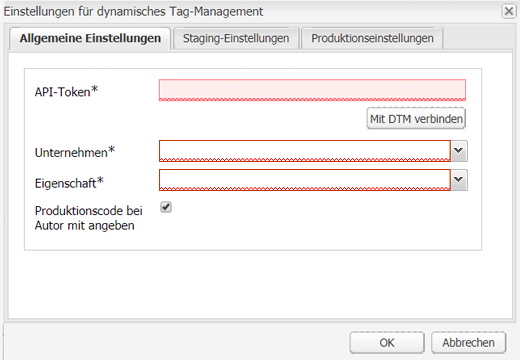 Einstellungen für dynamisches Tag-Management
Allgemeine Einstellungen Staging-Einstellungen Produktionseinstellungen
API-Token*
Mit DTM verbinden
Unternehmen*
Eigenschaft*
Produktionscode bei
Autor mit angeben
OK Abbrechen